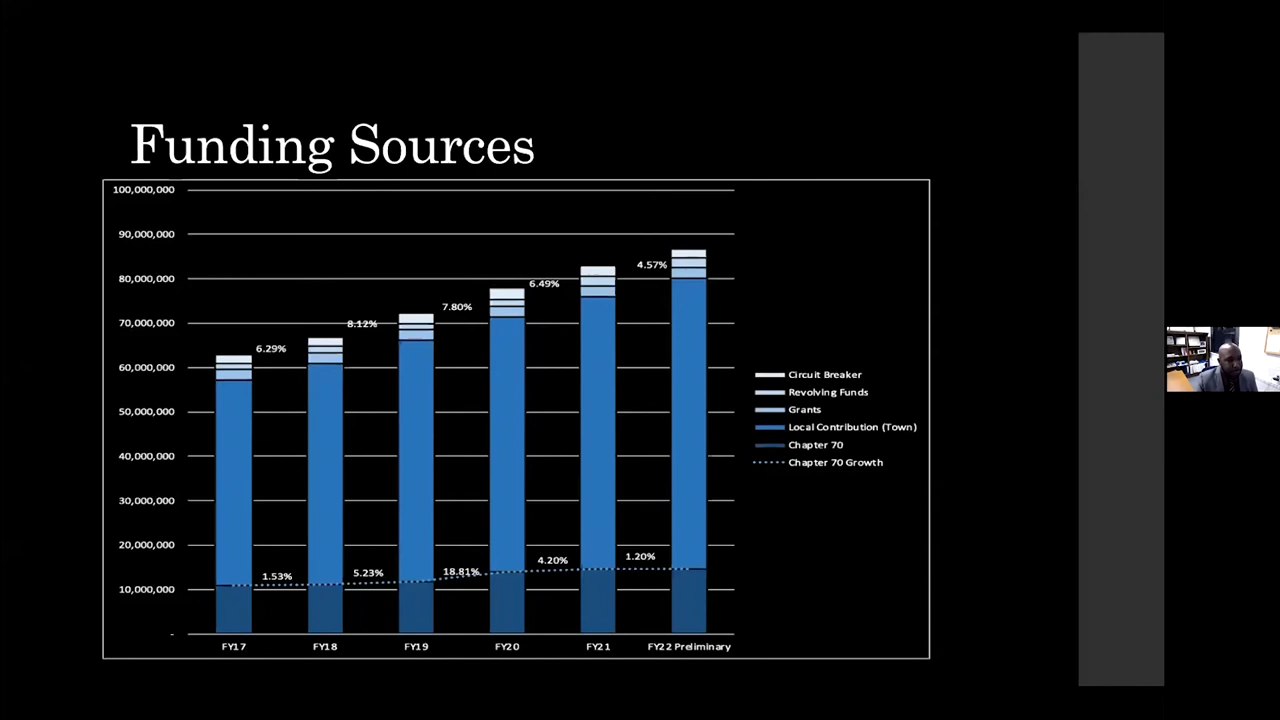 Funding Sources
100,000,000
90,000,000
80,000,000
70,000,000
60,000,000
50,000,000
40,000,000
30,000,000
20,000,000
10,000,000
-
6.29%
8.12%
7.80%
6.49%
4.57%
1.53%
5.23%
18.81%
4.20%
1.20%
FY17
FY18
FY19
FY20
FY21
FY22 Preliminary
Circuit Breaker
Revolving Funds
Grants
Local Contribution (Town)
Chapter 70
Chapter 70 Growth